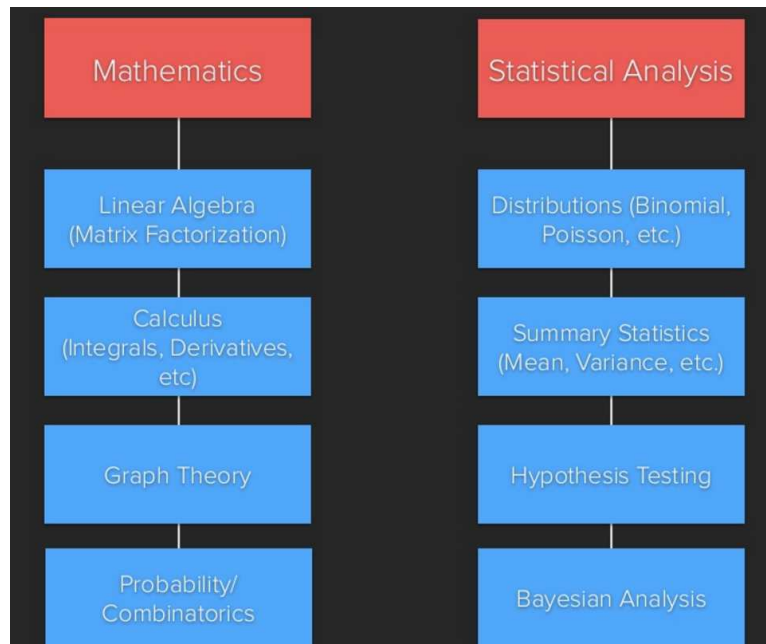 Mathematics
Linear Algebra
(Matrix Factorization)
Calculus
(Integrals, Derivatives,
etc)
Graph Theory
Probability/
Combinatorics
Statistical Analysis
Distributions (Binomial,
Poisson, etc.)
Summary Statistics
(Mean, Variance, etc.)
Hypothesis Testing
Bayesian Analysis